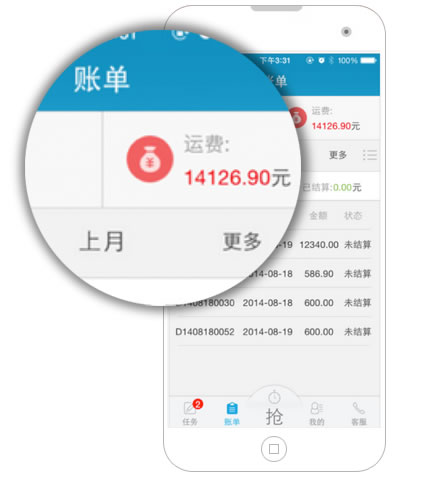 下午3:31 100%
账单
运费:
14126.90元
上月 更多
账单
运费:
14126.90元
更多
已结算:0.00元
金额 状态
-19 12340.00 未结算
2014-08-18 586.90 未结算
D1408180030 2014-08-18 600.00 未结算
D1408180052 2014-08-19 600.00 未结算
2
任务 账单 抢 我的 客服